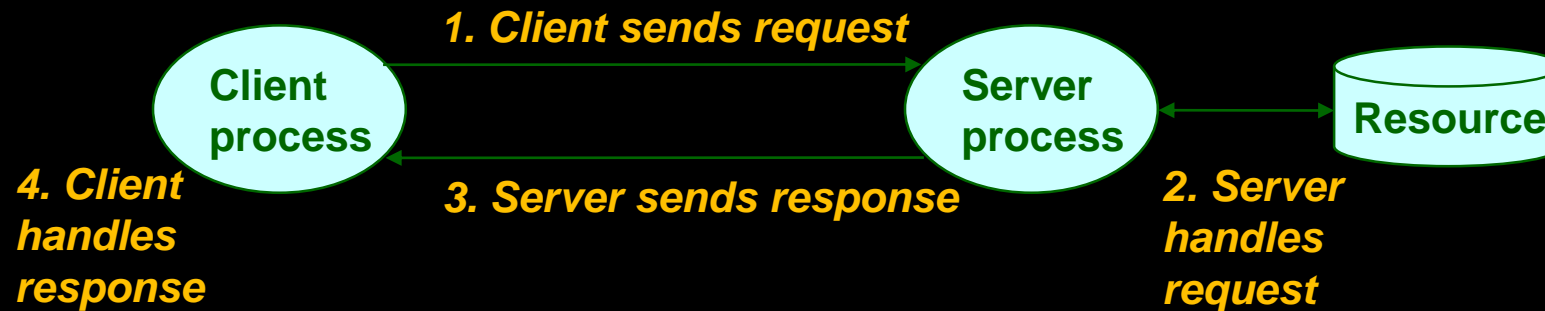 1. Client sends request
Client
process
Server
process
Resource
4. Client
handles
response
3. Server sends response
2. Server
handles
request